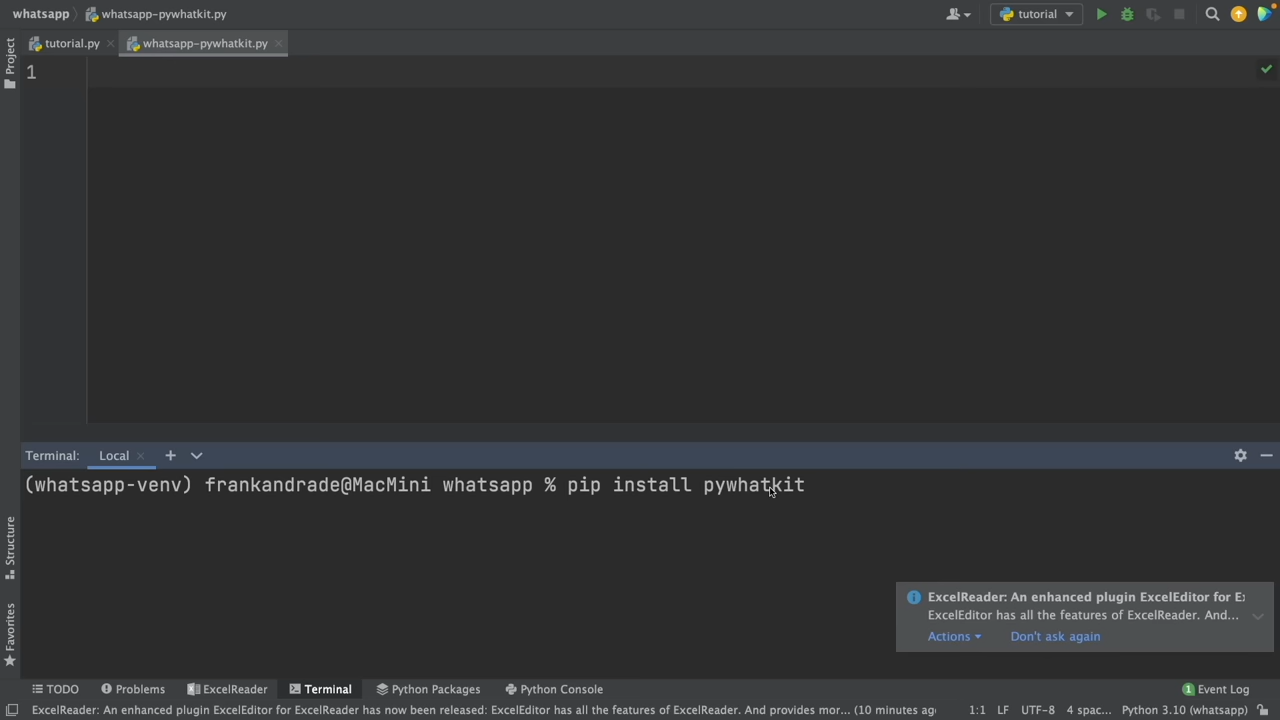 whatsapp
whatsapp-pywhatkit.py
tutorial
Project
tutorial.py
whatsapp-pywhatkit.py
1
Terminal:
Local
(whatsapp-venv) frankandrade@MacMini whatsapp % pip install pywhatkit
Structure
Favorites
ExcelReader: An enhanced plugin ExcelEditor for E
ExcelEditor has all the features of ExcelReader. And...
Actions
Don't ask again
TODO
Problems
ExcelReader
Terminal
Python Packages
Python Console
1 Event Log
ExcelReader: An enhanced plugin ExcelEditor for ExcelReader has now been released: ExcelEditor has all the features of ExcelReader. And provides mor... (10 minutes ag
1:1
LF
UTF-8
4 spac...
Python 3.10 (whatsapp)